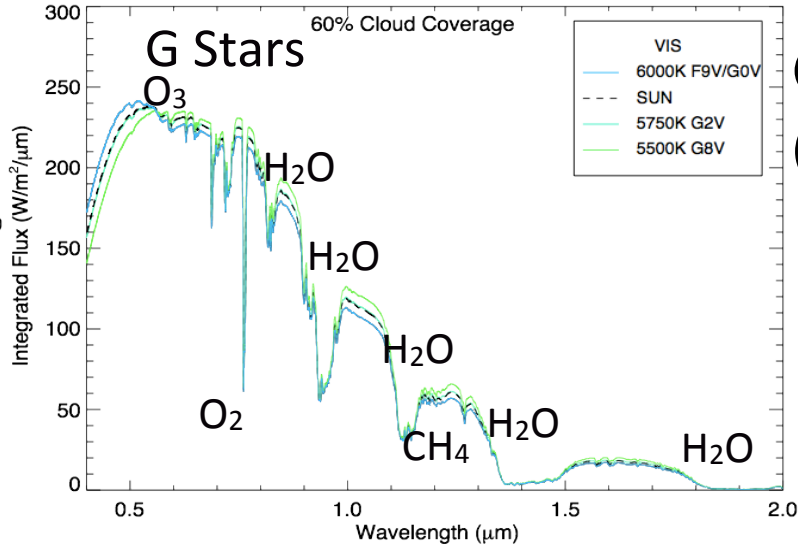 60% Cloud Coverage
G Stars
VIS
6000K F9V/G0V
SUN
5750K G2V
5500K G8V
O₃
H₂O
H₂O
H₂O
O₂
CH₄
H₂O
H₂O
300
250
200
150
100
50
0
Integrated Flux (W/m²/μm)
0.5
1.0
1.5
2.0
Wavelength (μm)